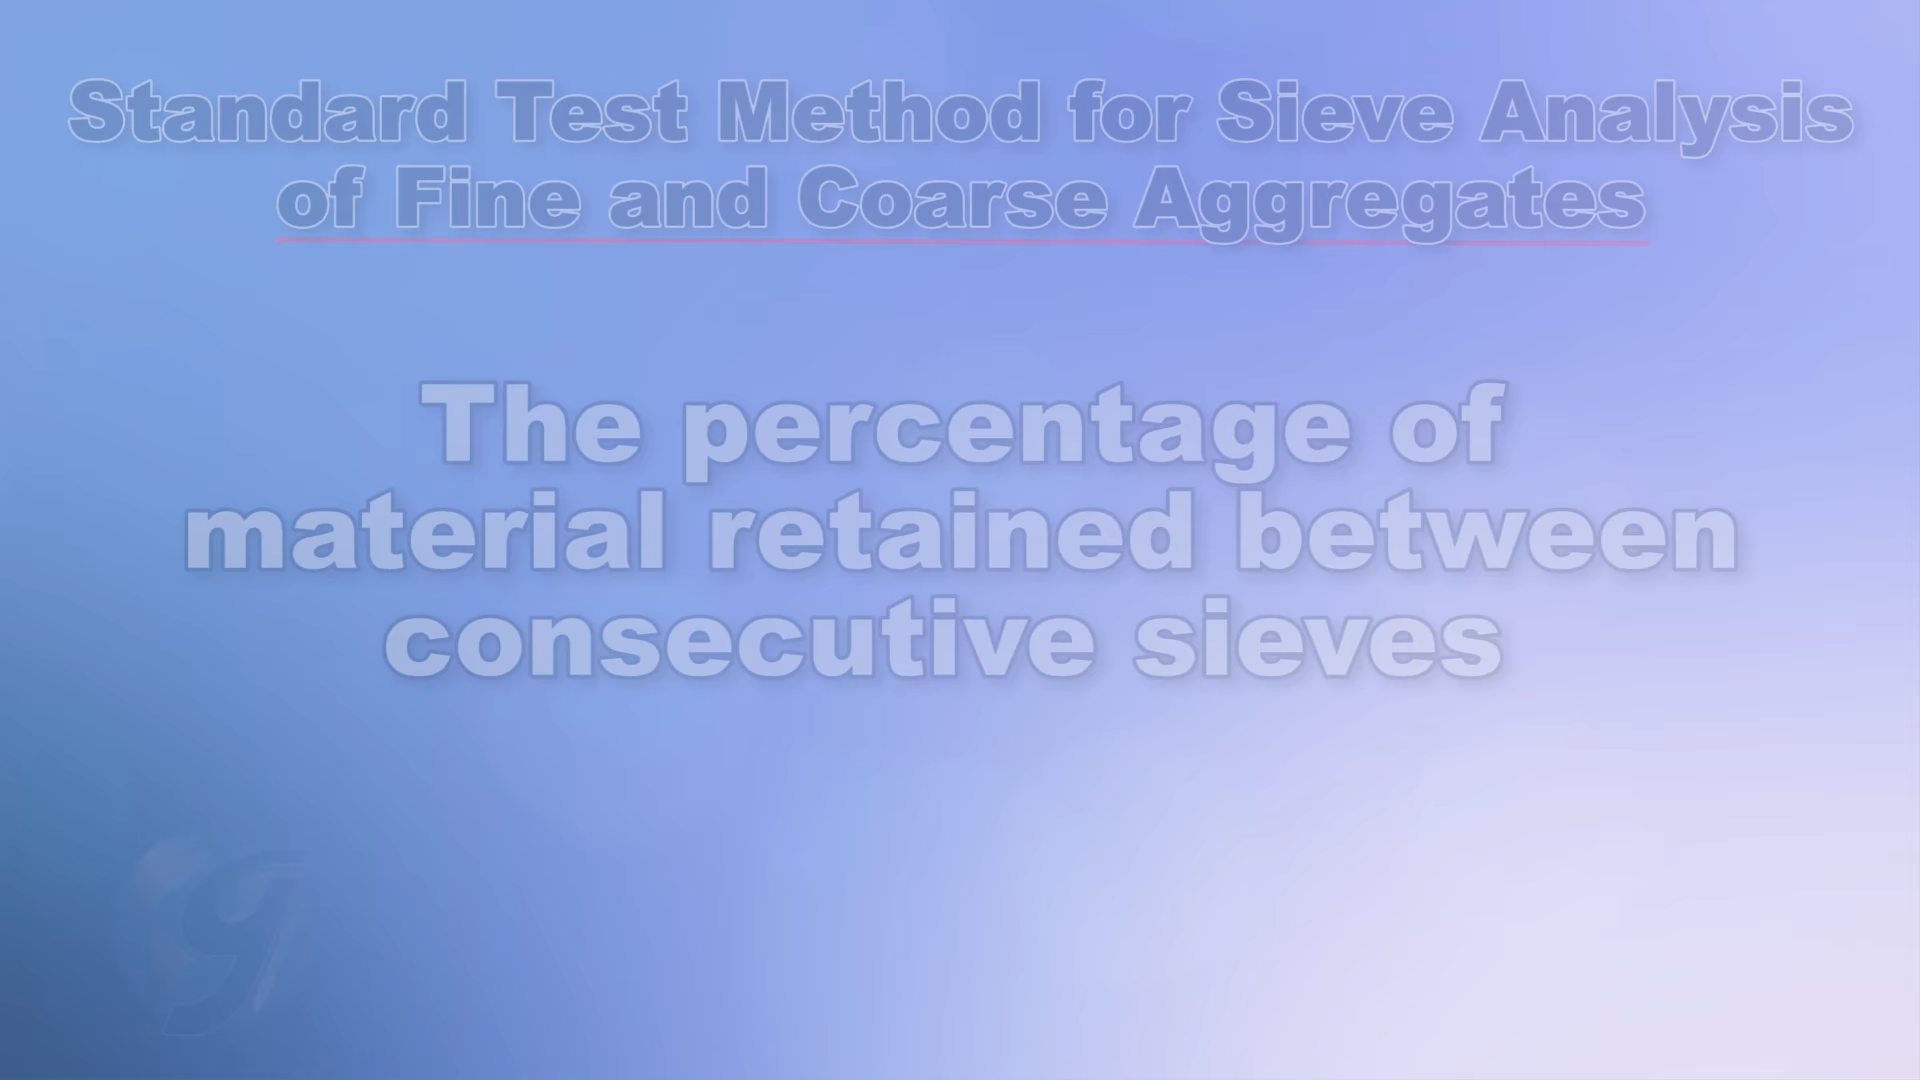 Standard Test Method for Sieve Analysis
of Fine and Coarse Aggregates
The percentage of
material retained between
consecutive sieves